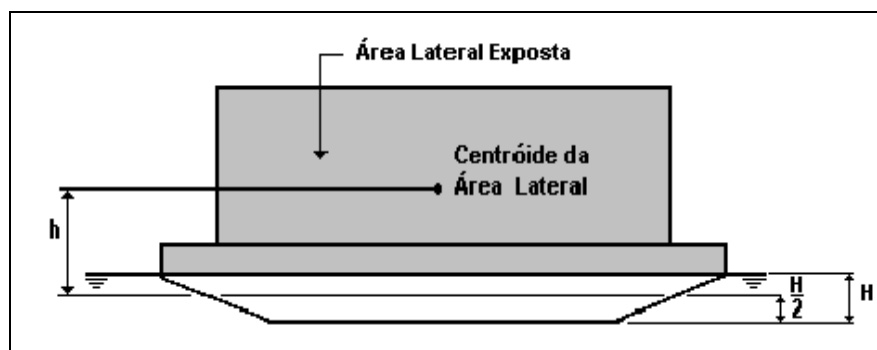 Área Lateral Exposta
Centróide da
Área Lateral
h
H
2
H